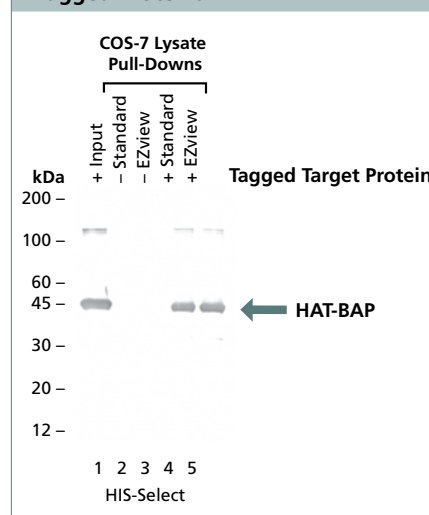 COS-7 Lysate
Pull-Downs
+ Input
– Standard
– EZview
+ Standard
+ EZview
kDa
Tagged Target Protein
200 –
100 –
60 –
45 –
HAT-BAP
30 –
20 –
12 –
1 2 3 4 5
HIS-Select